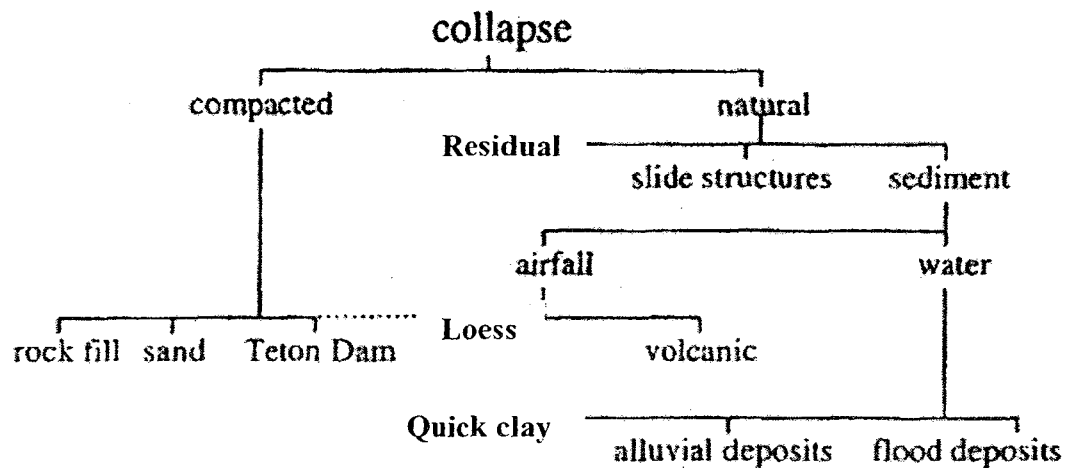 collapse
compacted natural
Residual
slide structures sediment
airfall water
Loess
rock fill sand Teton Dam volcanic
Quick clay
alluvial deposits flood deposits